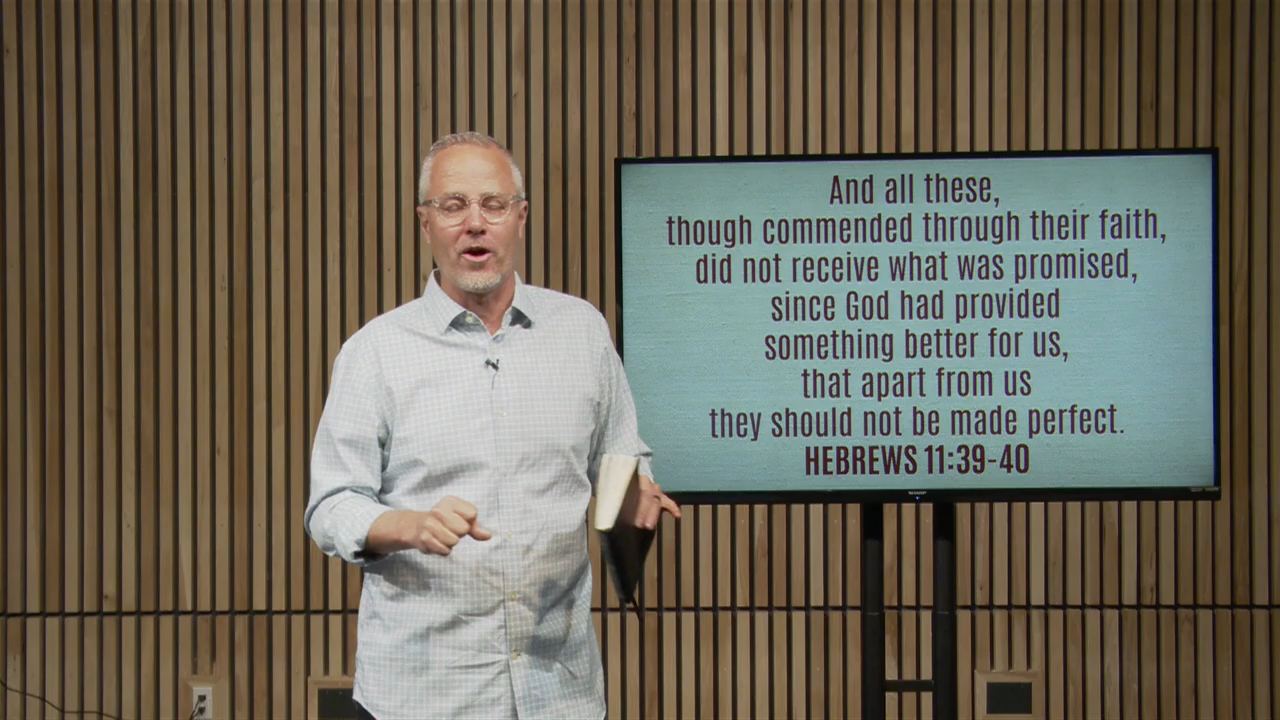 And all these,
though commended through their faith,
did not receive what was promised,
since God had provided
something better for us,
that apart from us
they should not be made perfect.
HEBREWS 11:39-40
SHARP